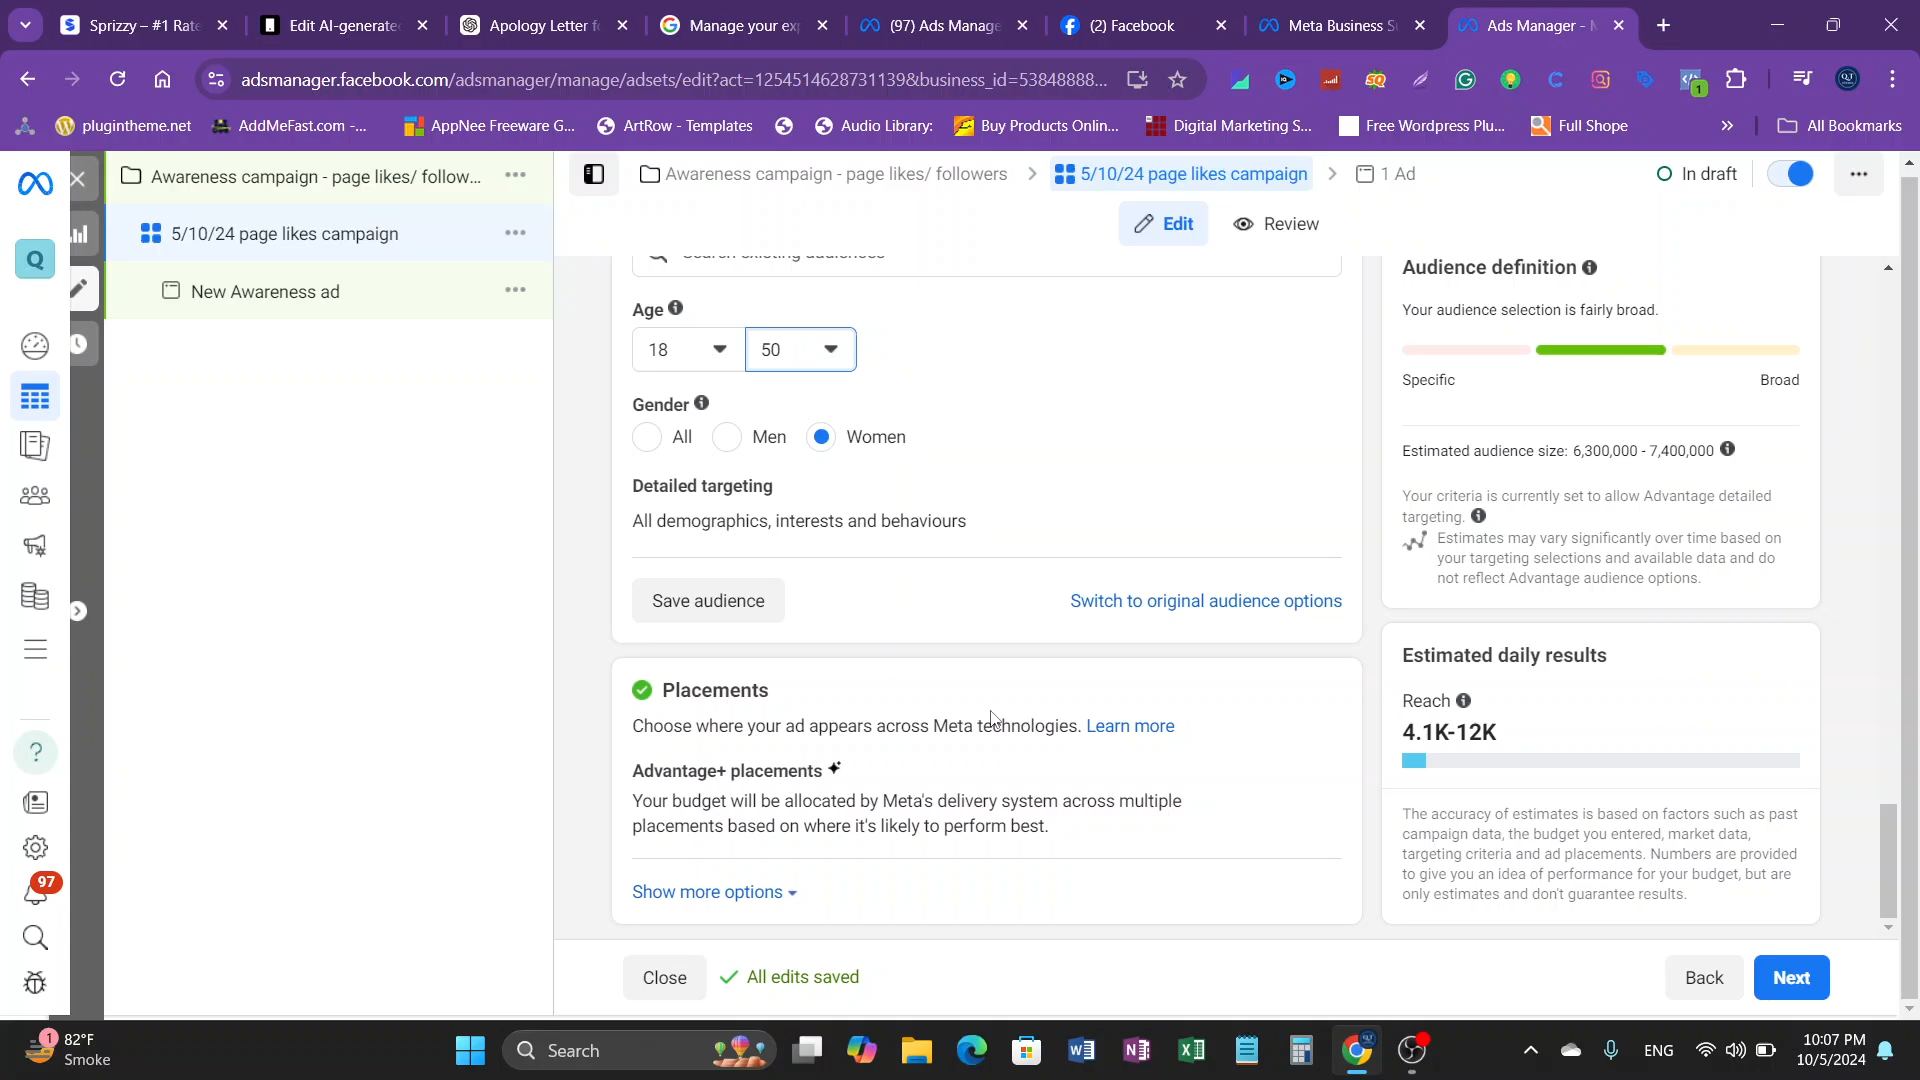 Sprizzy – #1 Rate
Edit AI-generate
Apology Letter f
Manage your ex
(97) Ads Manage
(2) Facebook
Meta Business S
Ads Manager -
adsmanager.facebook.com/adsmanager/manage/adsets/edit?act=1254514628731139&business_id=53848888...
1
plugintheme.net
AddMeFast.com -...
AppNee Freeware G...
ArtRow - Templates
Audio Library:
Buy Products Onlin...
Digital Marketing S...
Free Wordpress Plu...
Full Shope
All Bookmarks
Awareness campaign - page likes/ follow...
Awareness campaign - page likes/ followers
5/10/24 page likes campaign
1 Ad
In draft
5/10/24 page likes campaign
Edit
Review
Q
New Awareness ad
Search existing audiences
Age
18
50
Gender
All
Men
Women
Detailed targeting
All demographics, interests and behaviours
Save audience
Switch to original audience options
Placements
Choose where your ad appears across Meta technologies. Learn more
Advantage+ placements
Your budget will be allocated by Meta's delivery system across multiple
placements based on where it's likely to perform best.
Show more options
Audience definition
Your audience selection is fairly broad.
Specific
Broad
Estimated audience size: 6,300,000 - 7,400,000
Your criteria is currently set to allow Advantage detailed
targeting.
Estimates may vary significantly over time based on
your targeting selections and available data and do
not reflect Advantage audience options.
Estimated daily results
Reach
4.1K-12K
The accuracy of estimates is based on factors such as past
campaign data, the budget you entered, market data,
targeting criteria and ad placements. Numbers are provided
to give you an idea of performance for your budget, but are
only estimates and don't guarantee results.
97
Close
All edits saved
Back
Next
1
82°F
Smoke
Search
ENG
10:07 PM
10/5/2024